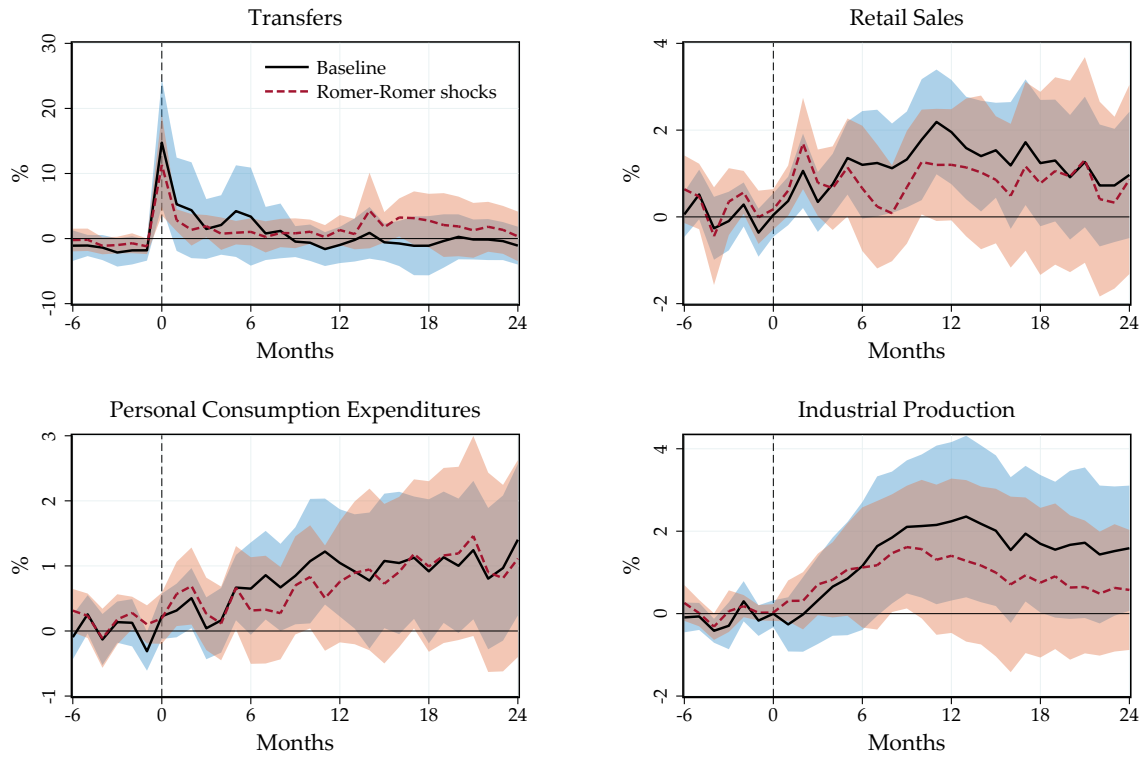 Transfers
30
20
10
0
-10
%
Baseline
Romer-Romer shocks
-6 0 6 12 18 24
Months
Retail Sales
4
2
0
-2
%
-6 0 6 12 18 24
Months
Personal Consumption Expenditures
3
2
1
0
-1
%
-6 0 6 12 18 24
Months
Industrial Production
4
2
0
-2
%
-6 0 6 12 18 24
Months